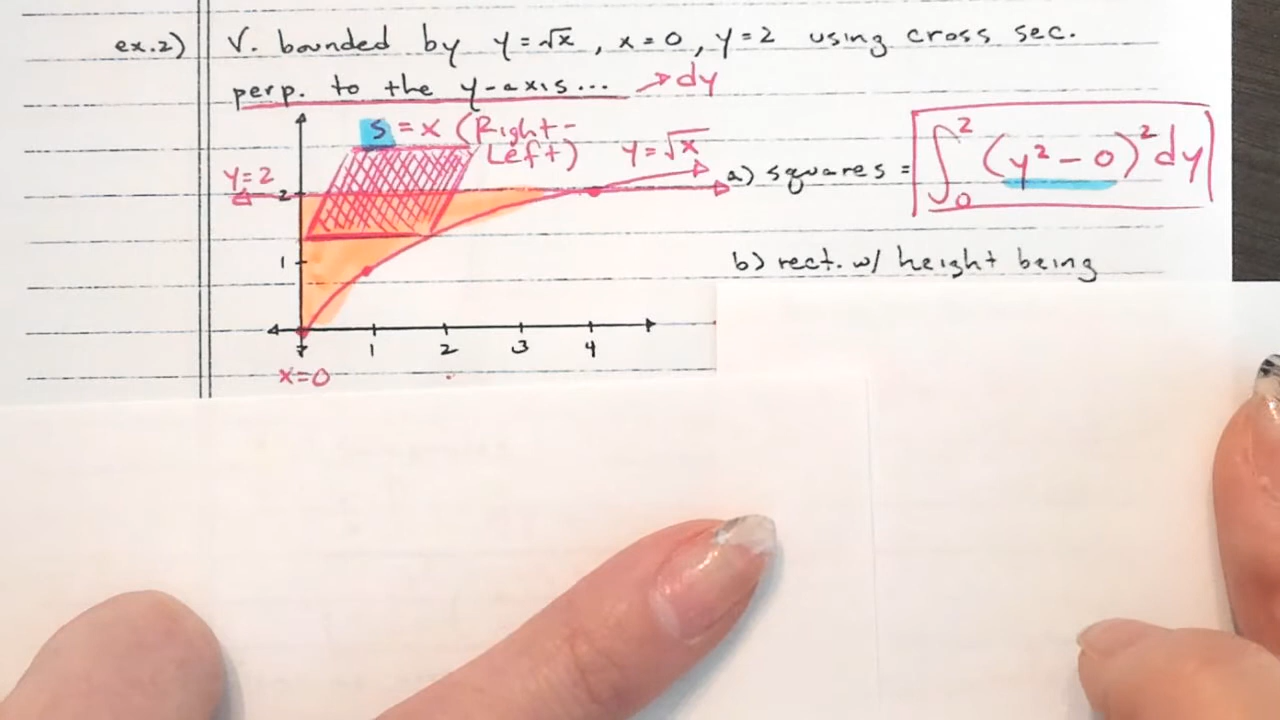 ex.2) V. bounded by y=√x, x=0, y=2 using cross sec.
perp. to the y-axis... → dy
S = x (Right-
Left)
y=√x
y=2
a) squares = ∫₀² (y²-0)² dy
2
1
b) rect. w/ height being
1 2 3 4
x=0